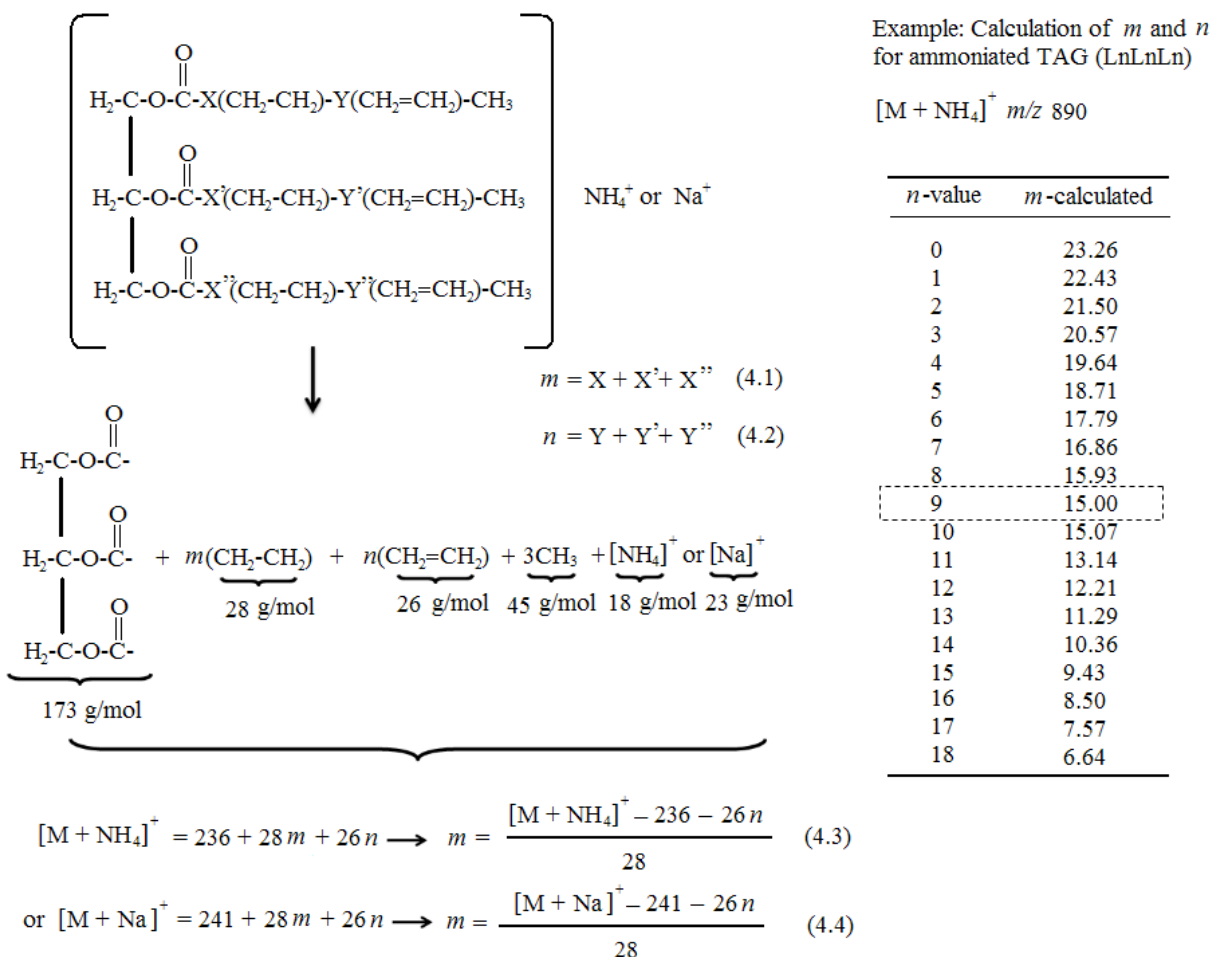 Example: Calculation of m and n
for ammoniated TAG (LnLnLn)
[M + NH₄]⁺ m/z 890
O
H₂-C-O-C-X(CH₂-CH₂)-Y(CH₂=CH₂)-CH₃
O
H₂-C-O-C-X’(CH₂-CH₂)-Y’(CH₂=CH₂)-CH₃
NH₄⁺ or Na⁺
O
H₂-C-O-C-X”(CH₂-CH₂)-Y”(CH₂=CH₂)-CH₃
m = X + X’+ X” (4.1)
n = Y + Y’+ Y” (4.2)
O
H₂-C-O-C-
O
H₂-C-O-C- + m(CH₂-CH₂) + n(CH₂=CH₂) + 3CH₃ +[NH₄]⁺ or [Na]⁺
28 g/mol 26 g/mol 45 g/mol 18 g/mol 23 g/mol
O
H₂-C-O-C-
173 g/mol
[M + NH₄]⁺ = 236 + 28 m + 26 n → m = [M + NH₄]⁺ – 236 – 26 n (4.3)
28
or [M + Na]⁺ = 241 + 28 m + 26 n → m = [M + Na]⁺ – 241 – 26 n (4.4)
28
n-value m-calculated
0 23.26
1 22.43
2 21.50
3 20.57
4 19.64
5 18.71
6 17.79
7 16.86
8 15.93
9 15.00
10 15.07
11 13.14
12 12.21
13 11.29
14 10.36
15 9.43
16 8.50
17 7.57
18 6.64